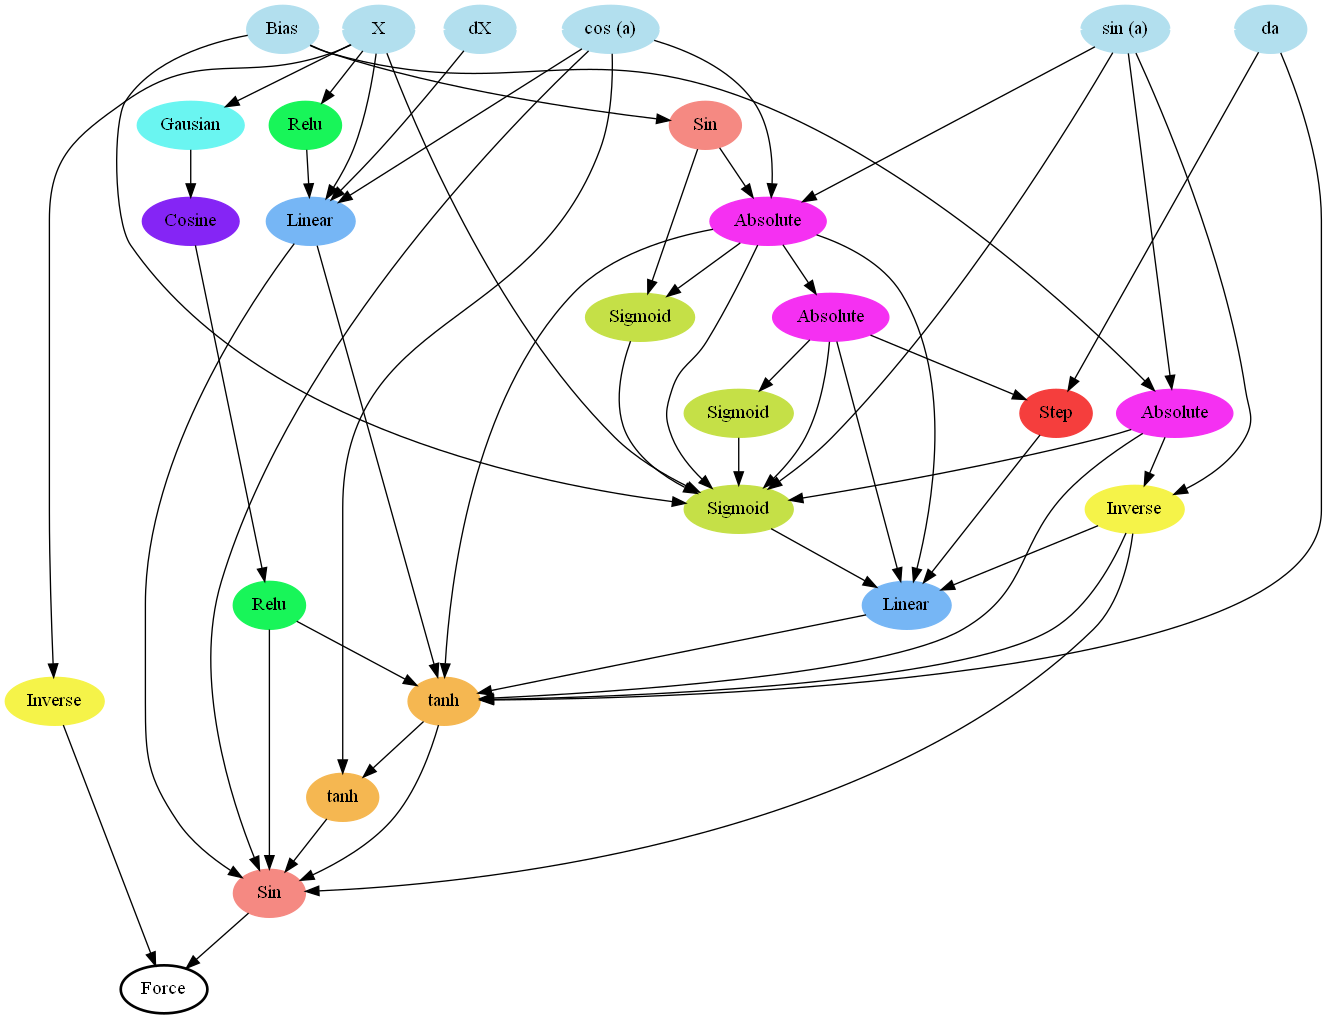 Bias
X
dX
cos (a)
sin (a)
da
Gausian
Relu
Sin
Cosine
Linear
Absolute
Sigmoid
Absolute
Sigmoid
Step
Absolute
Sigmoid
Inverse
Relu
Linear
Inverse
tanh
tanh
Sin
Force